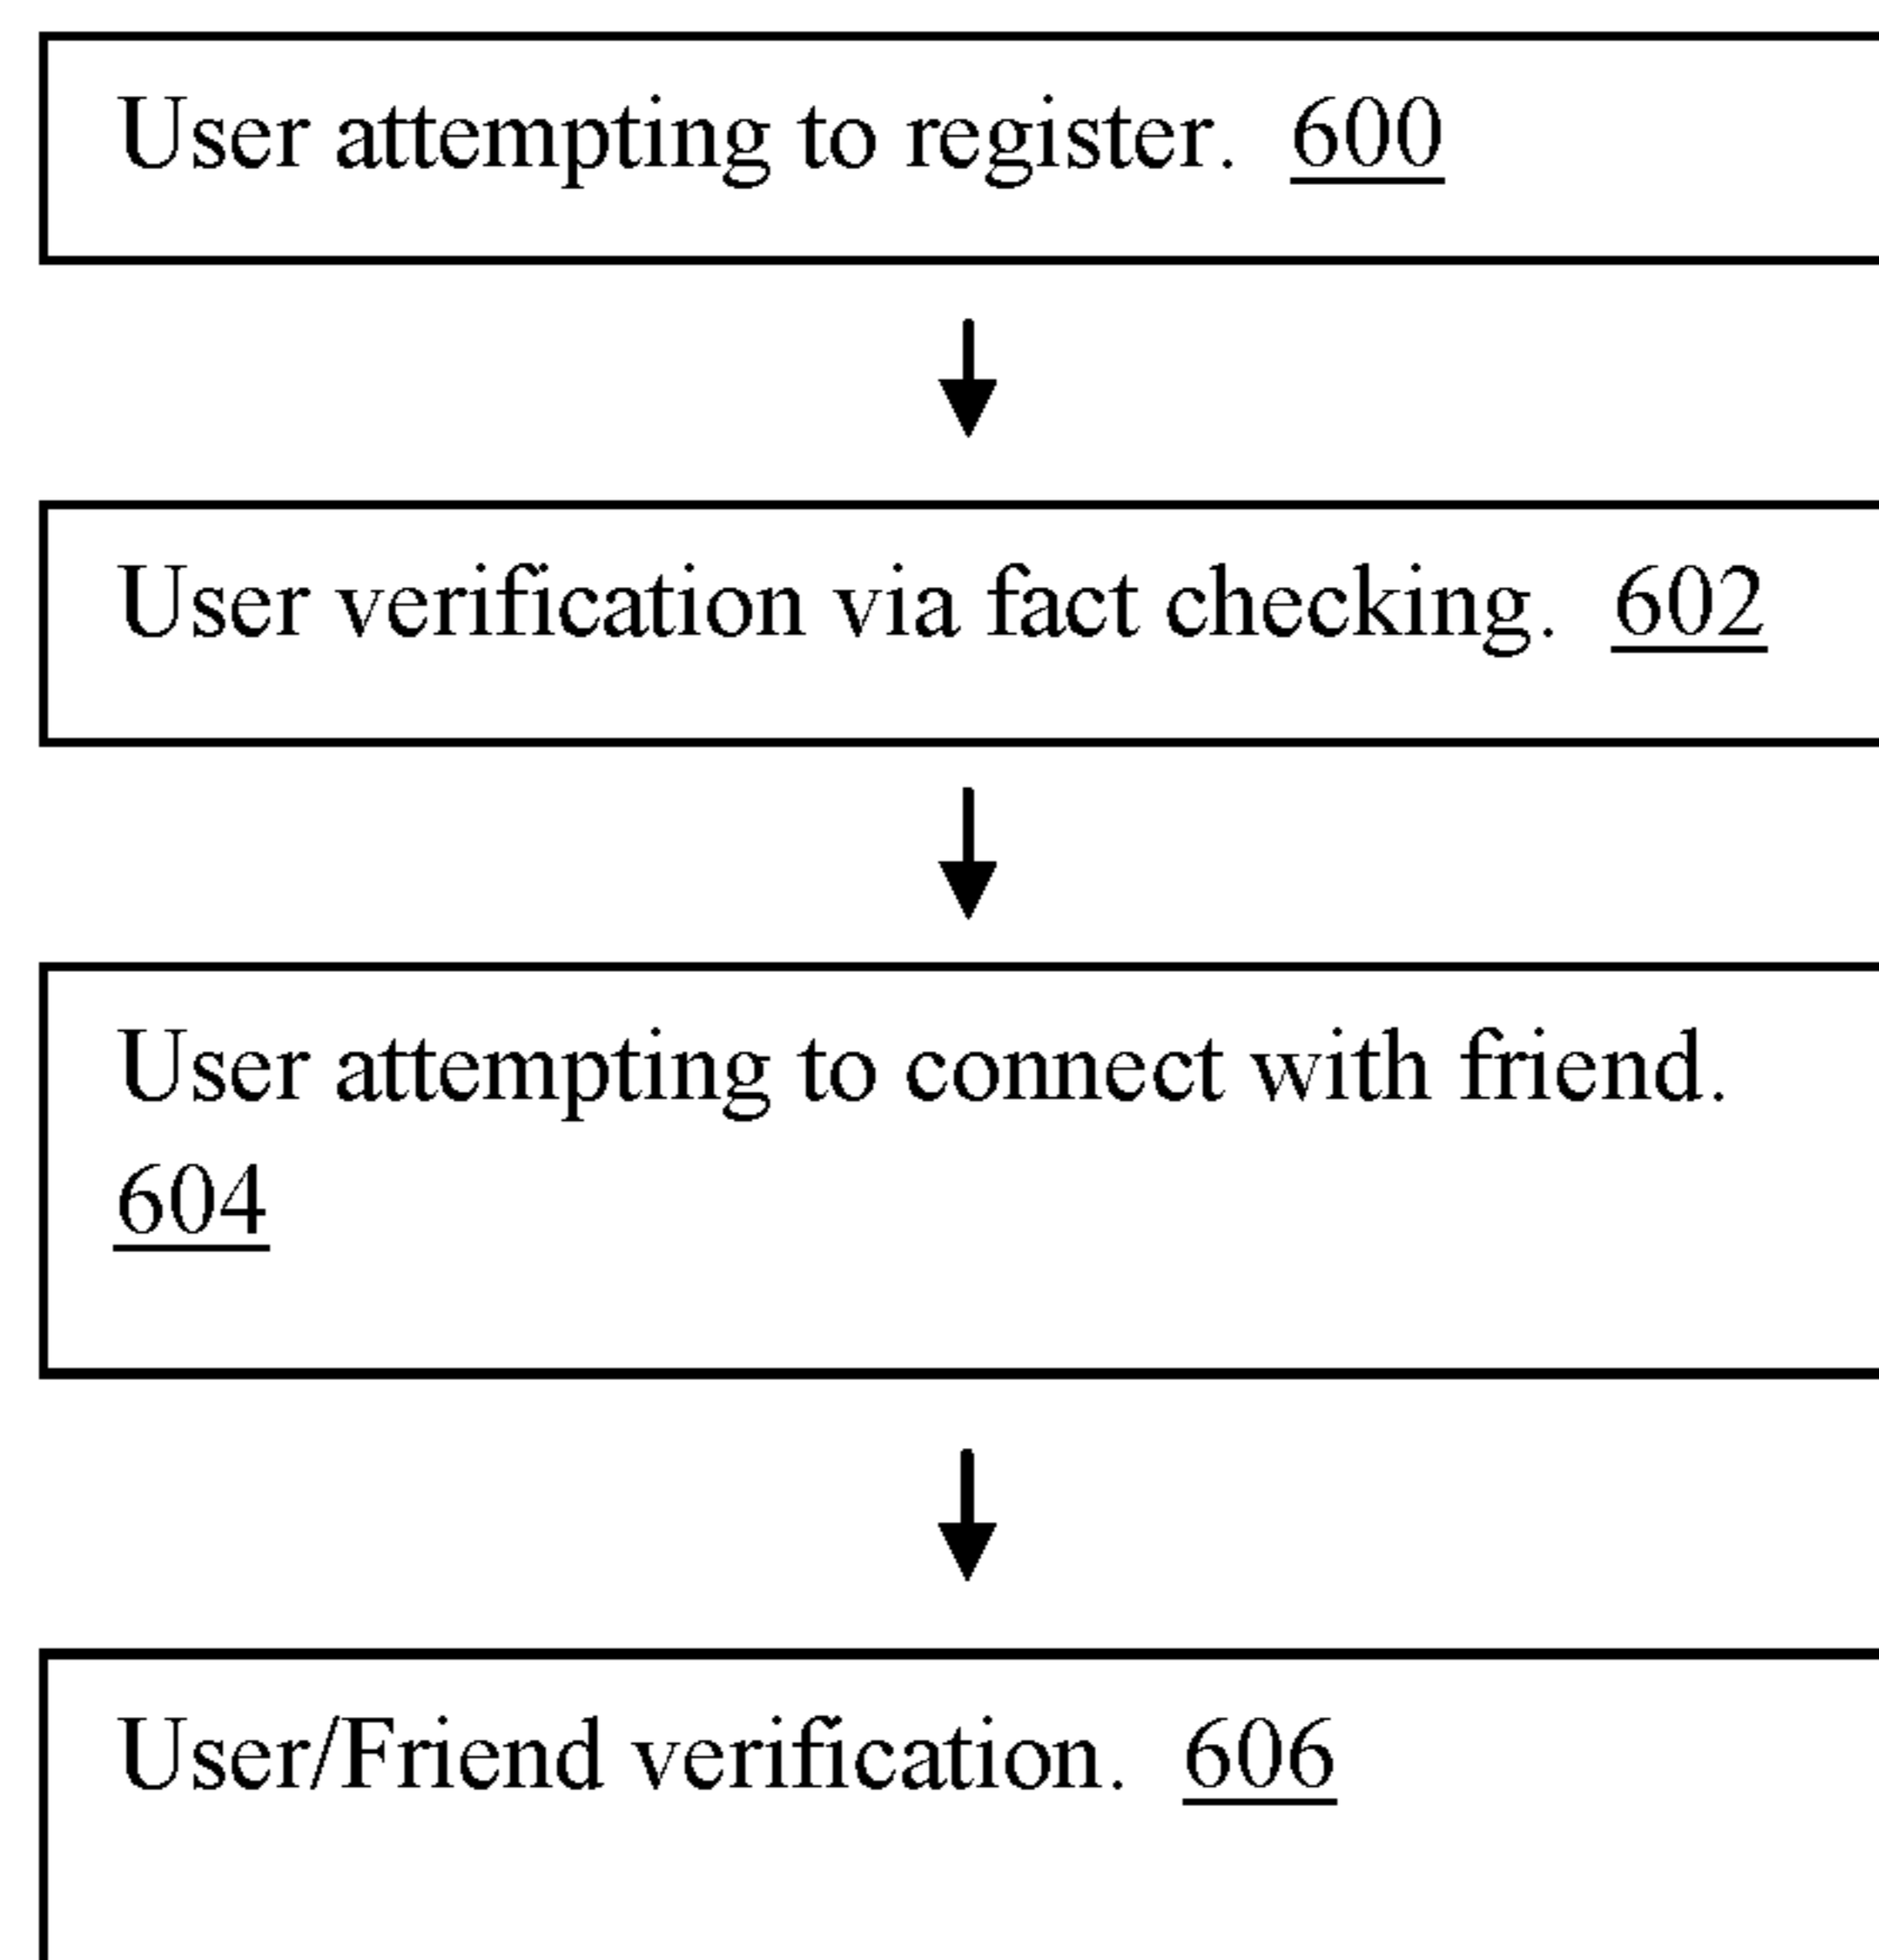 User attempting to register. 600
User verification via fact checking. 602
User attempting to connect with friend.
604
User/Friend verification. 606